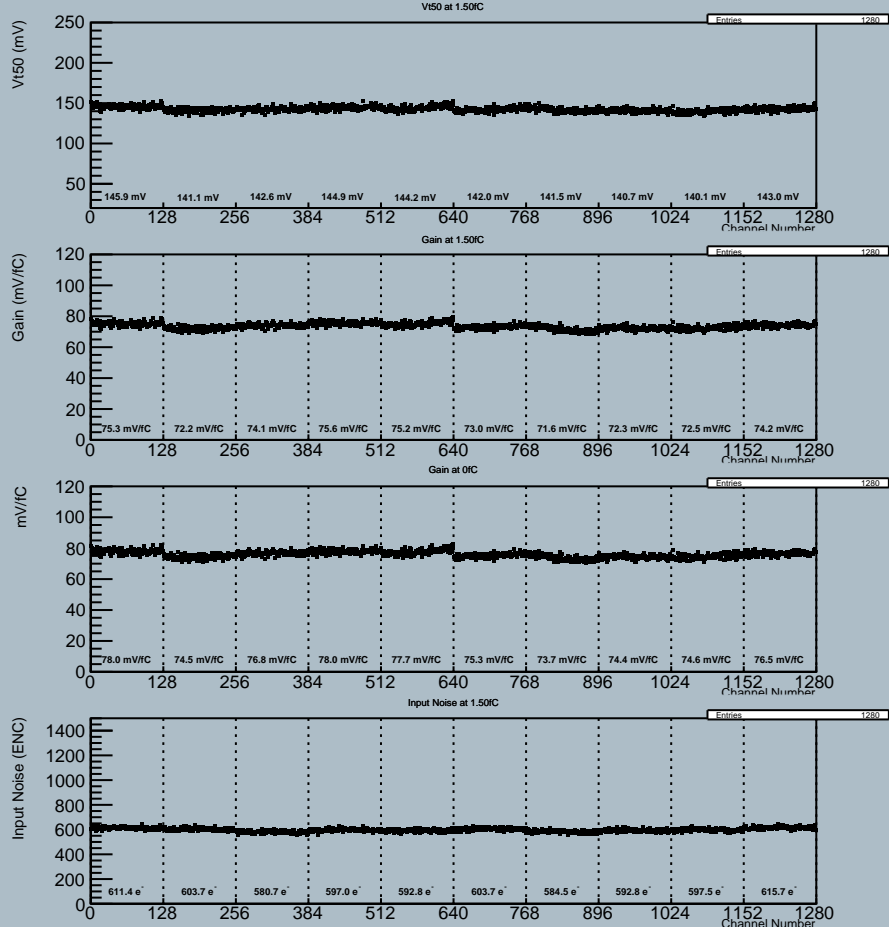 Vt50 at 1.50fC
Entries 1280
Vt50 (mV)
250
200
150
100
50
145.9 mV 141.1 mV 142.6 mV 144.9 mV 144.2 mV 142.0 mV 141.5 mV 140.7 mV 140.1 mV 143.0 mV
0 128 256 384 512 640 768 896 1024 1152 1280
Channel Number
Gain at 1.50fC
Entries 1280
Gain (mV/fC)
120
100
80
60
40
20
0
75.3 mV/fC 72.2 mV/fC 74.1 mV/fC 75.6 mV/fC 75.2 mV/fC 73.0 mV/fC 71.6 mV/fC 72.3 mV/fC 72.5 mV/fC 74.2 mV/fC
0 128 256 384 512 640 768 896 1024 1152 1280
Channel Number
Gain at 0fC
Entries 1280
mV/fC
120
100
80
60
40
20
0
78.0 mV/fC 74.5 mV/fC 76.8 mV/fC 78.0 mV/fC 77.7 mV/fC 75.3 mV/fC 73.7 mV/fC 74.4 mV/fC 74.6 mV/fC 76.5 mV/fC
0 128 256 384 512 640 768 896 1024 1152 1280
Channel Number
Input Noise at 1.50fC
Entries 1280
Input Noise (ENC)
1400
1200
1000
800
600
400
200
0
611.4 e⁻ 603.7 e⁻ 580.7 e⁻ 597.0 e⁻ 592.8 e⁻ 603.7 e⁻ 584.5 e⁻ 592.8 e⁻ 597.5 e⁻ 615.7 e⁻
0 128 256 384 512 640 768 896 1024 1152 1280
Channel Number